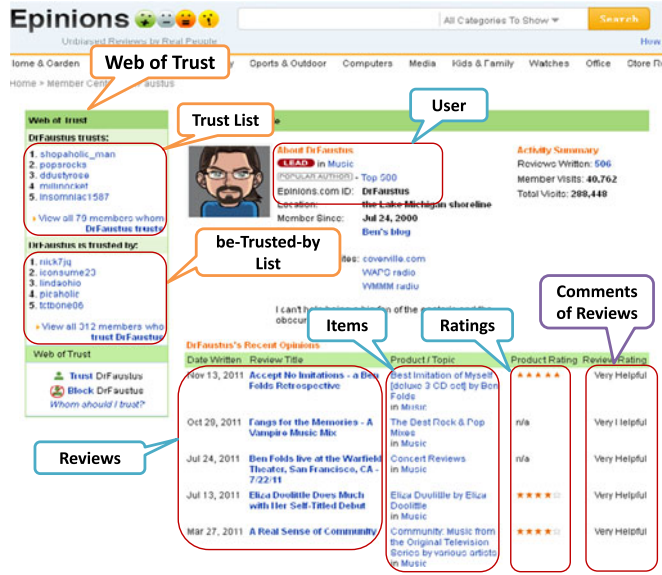 Epinions
All Categories To Show
Search
Unbiased Reviews by Real People
How
Home & Garden
Sports & Outdoor
Computers
Media
Kids & Family
Watches
Office
Store
Web of Trust
Home > Member
Trust List
User
Web of Trust
DrFaustus trusts:
1. shopaholic_man
2. popsrocks
3. ddustyrose
4. millinocket
5. insomniac1587
View all 79 members whom
DrFaustus trusts
About DrFaustus
LEAD in Music
POPULAR AUTHOR - Top 500
Epinions.com ID: DrFaustus
Location: the Lake Michigan shoreline
Member Since: Jul 24, 2000
Ben's blog
Activity Summary
Reviews Written: 506
Member Visits: 40,762
Total Visits: 288,448
DrFaustus is trusted by:
be-Trusted-by
List
1. nick7jq
2. iconsume23
3. lindaohio
4. picaholic
5. tctbone06
View all 312 members who
trust DrFaustus
coverville.com
WAPS radio
WMMM radio
Web of Trust
Trust DrFaustus
Block DrFaustus
Whom should I trust?
Items
Ratings
Comments
of Reviews
DrFaustus's Recent Opinions
Date Written Review Title Product / Topic Product Rating Review Rating
Nov 13, 2011 Accept No Imitations - a Ben
Folds Retrospective
Best Imitation of Myself
[deluxe 3 CD set] by Ben
Folds
in Music
Very Helpful
Oct 29, 2011 Fangs for the Memories - A
Vampire Music Mix
The Best Rock & Pop
Mixes
in Music
n/a
Very Helpful
Reviews
Jul 24, 2011 Ben Folds live at the Warfield
Theater, San Francisco, CA -
7/22/11
Concert Reviews
in Music
n/a
Very Helpful
Jul 13, 2011 Eliza Doolittle Does Much
with Her Self-Titled Debut
Eliza Doolittle by Eliza
Doolittle
in Music
Very Helpful
Mar 27, 2011 A Real Sense of Community
Community: Music from
the Original Television
Series by various artists
in Music
Very Helpful